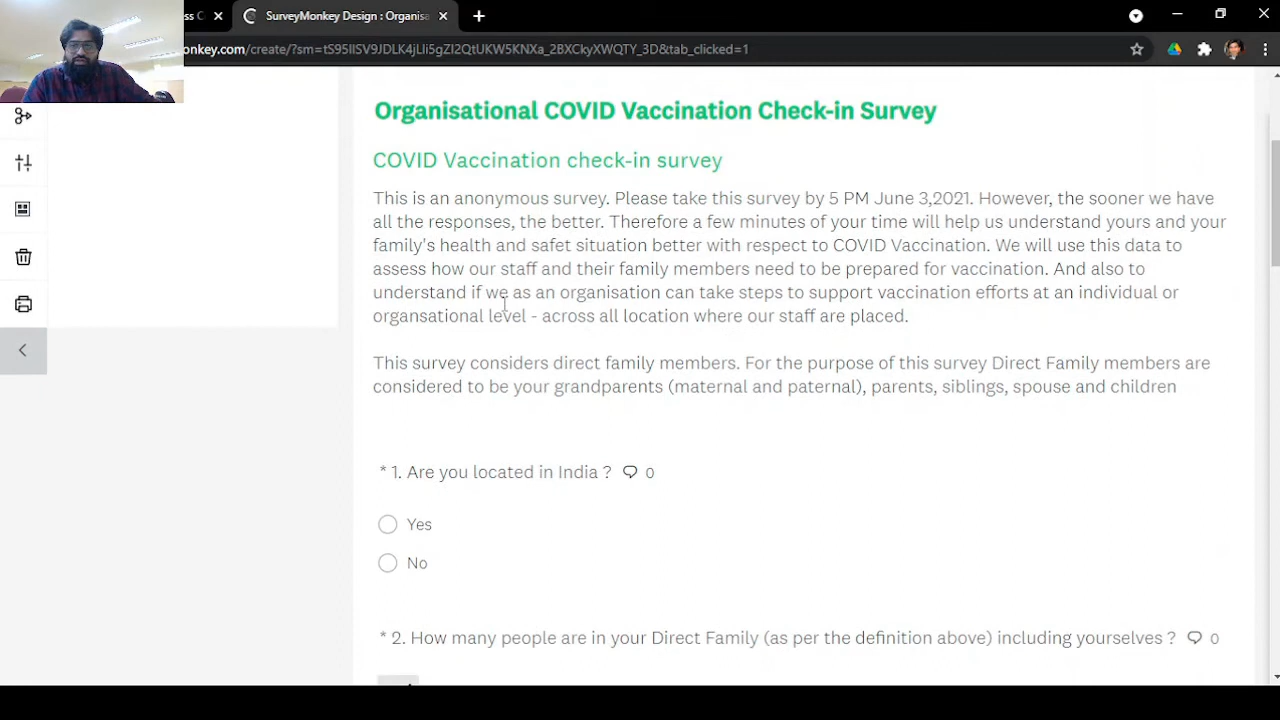 ss C
SurveyMonkey Design : Organisa
onkey.com/create/?sm=tS95IISV9JDLK4jLIi5gZI2QtUKW5KNXa_2BXCkyXWQTY_3D&tab_clicked=1
Organisational COVID Vaccination Check-in Survey
COVID Vaccination check-in survey
This is an anonymous survey. Please take this survey by 5 PM June 3,2021. However, the sooner we have
all the responses, the better. Therefore a few minutes of your time will help us understand yours and your
family's health and safet situation better with respect to COVID Vaccination. We will use this data to
assess how our staff and their family members need to be prepared for vaccination. And also to
understand if we as an organisation can take steps to support vaccination efforts at an individual or
organsational level - across all location where our staff are placed.
This survey considers direct family members. For the purpose of this survey Direct Family members are
considered to be your grandparents (maternal and paternal), parents, siblings, spouse and children
* 1. Are you located in India ? 0
Yes
No
* 2. How many people are in your Direct Family (as per the definition above) including yourselves ? 0